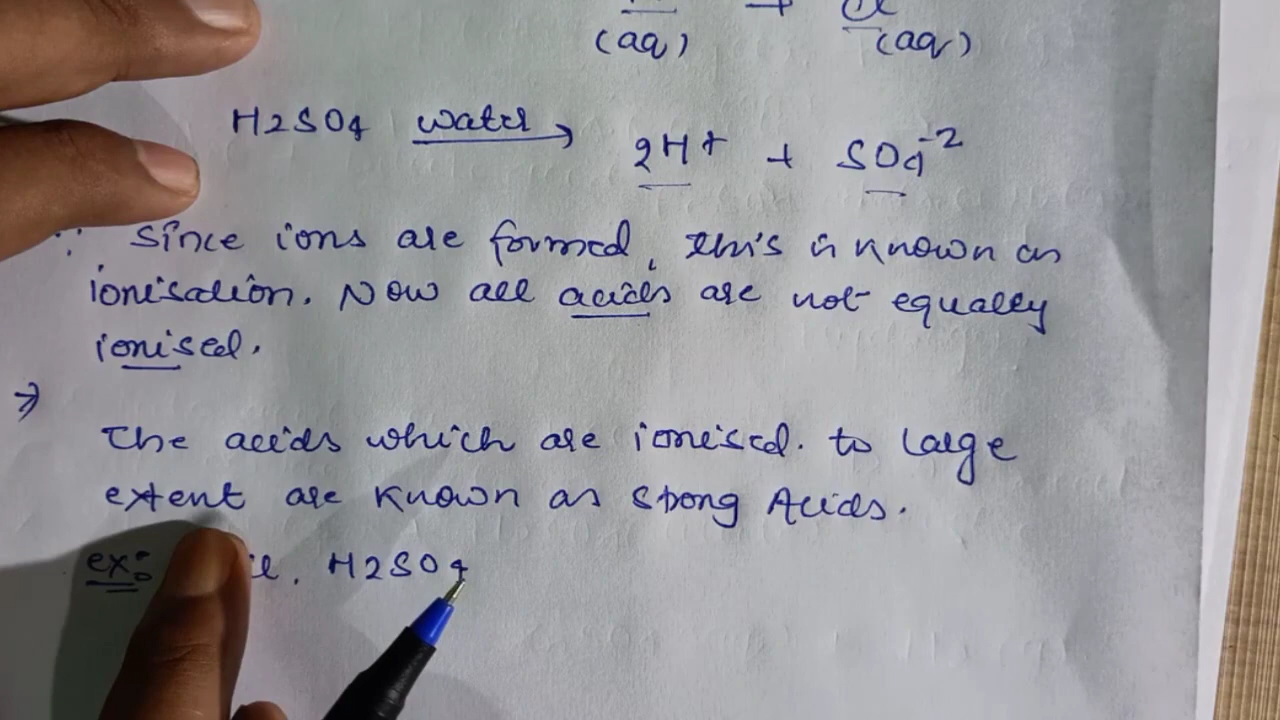 + Cl
(aq) (aq)
H2SO4 water → 2H+ + SO4-2
∵ Since ions are formed, this is known as
ionisation. Now all acids are not equally
ionised.
⇒
The acids which are ionised. to large
extent are known as strong Acids.
ex: H2SO4